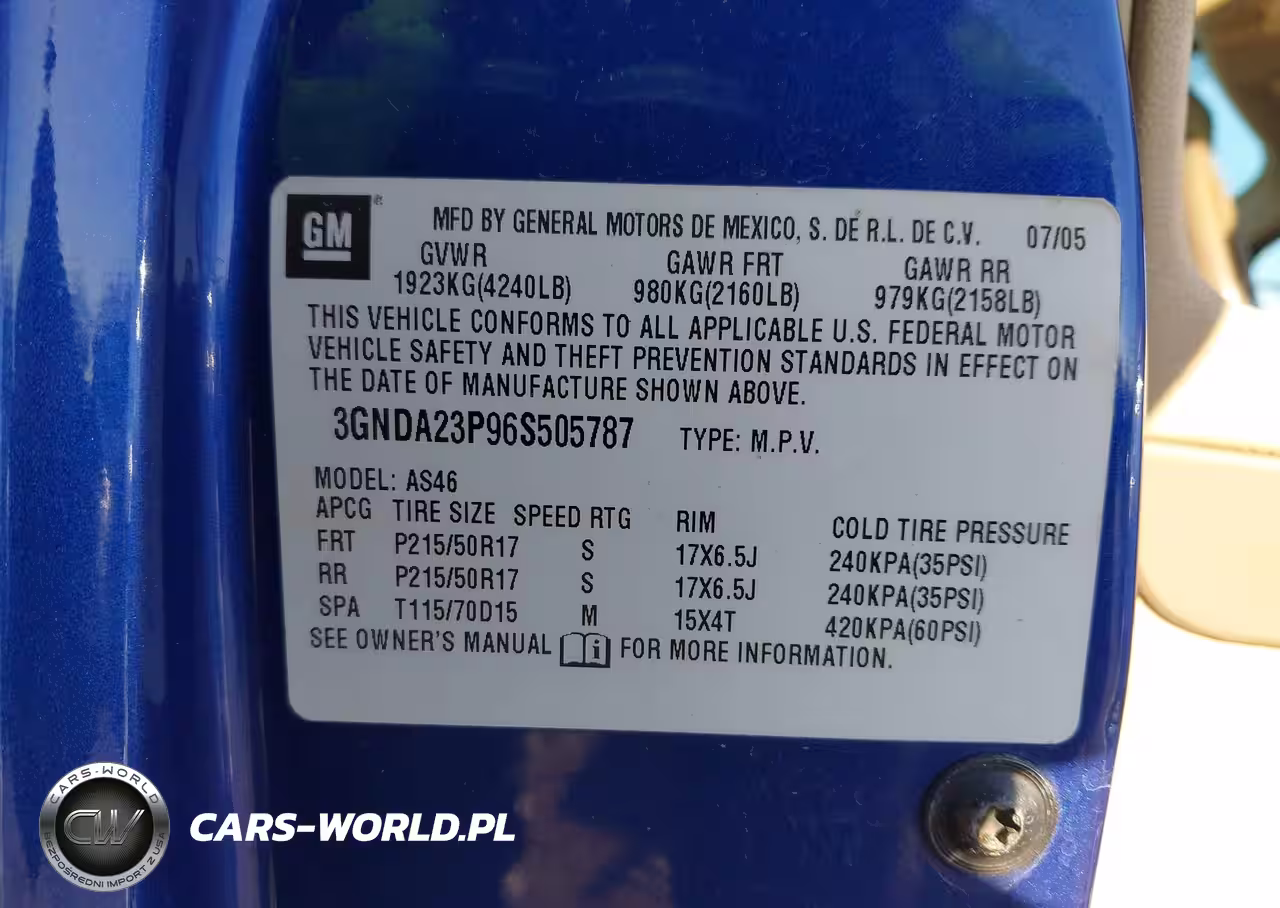 GM®
MFD BY GENERAL MOTORS DE MEXICO, S. DE R.L. DE C.V. 07/05
GVWR GAWR FRT GAWR RR
1923KG(4240LB) 980KG(2160LB) 979KG(2158LB)
THIS VEHICLE CONFORMS TO ALL APPLICABLE U.S. FEDERAL MOTOR
VEHICLE SAFETY AND THEFT PREVENTION STANDARDS IN EFFECT ON
THE DATE OF MANUFACTURE SHOWN ABOVE.
3GNDA23P96S505787 TYPE: M.P.V.
MODEL: AS46
APCG TIRE SIZE SPEED RTG RIM COLD TIRE PRESSURE
FRT P215/50R17 S 17X6.5J 240KPA(35PSI)
RR P215/50R17 S 17X6.5J 240KPA(35PSI)
SPA T115/70D15 M 15X4T 420KPA(60PSI)
SEE OWNER'S MANUAL i FOR MORE INFORMATION.
CARS-WORLD
CW
BEZPOŚREDNI IMPORT Z USA
CARS-WORLD.PL